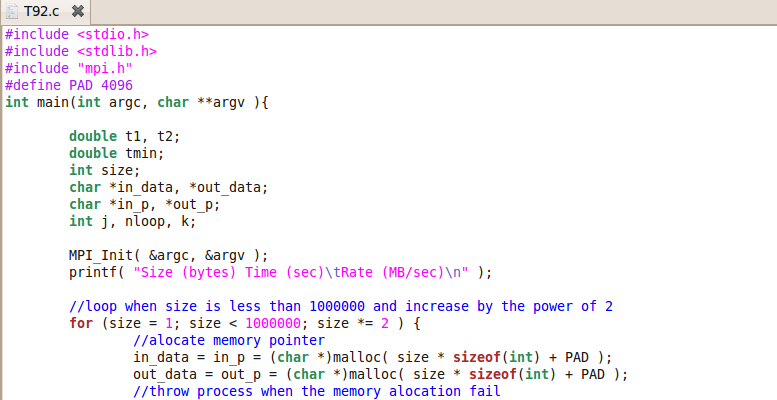 T92.c
#include <stdio.h>
#include <stdlib.h>
#include "mpi.h"
#define PAD 4096
int main(int argc, char **argv ){
double t1, t2;
double tmin;
int size;
char *in_data, *out_data;
char *in_p, *out_p;
int j, nloop, k;
MPI_Init( &argc, &argv );
printf( "Size (bytes) Time (sec)\tRate (MB/sec)\n" );
//loop when size is less than 1000000 and increase by the power of 2
for (size = 1; size < 1000000; size *= 2 ) {
//alocate memory pointer
in_data = in_p = (char *)malloc( size * sizeof(int) + PAD );
out_data = out_p = (char *)malloc( size * sizeof(int) + PAD );
//throw process when the memory alocation fail